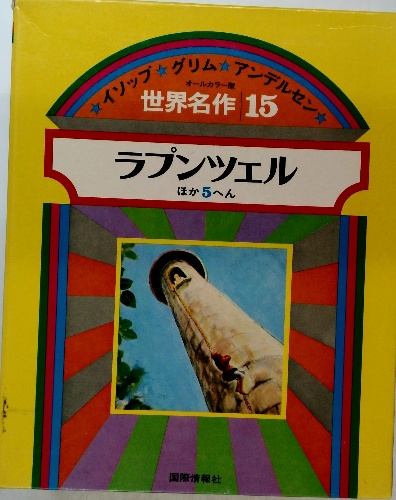 ★イソップ★グリム★アンデルセン★
オールカラー版
世界名作 15
ラプンツェル
ほか5へん
国際情報社